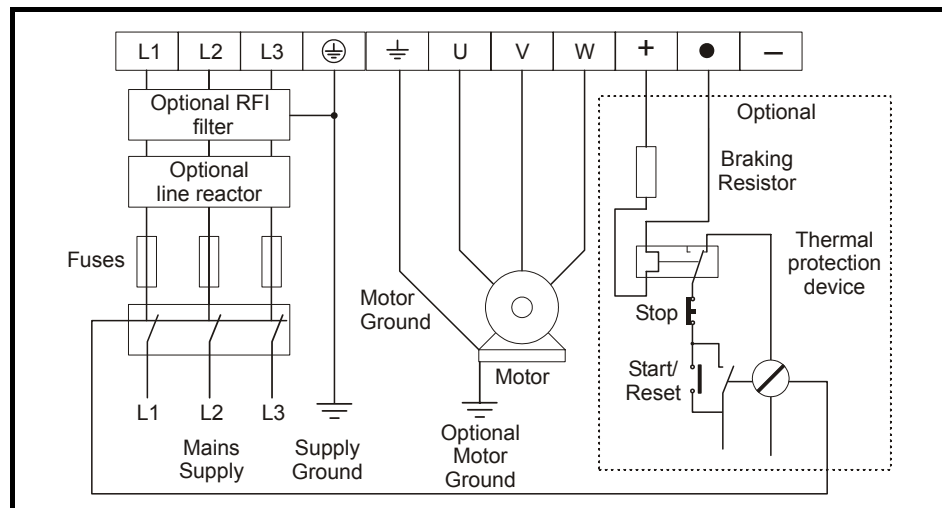 L1 L2 L3 U V W + ● −
Optional RFI
filter
Optional
line reactor
Fuses
L1 L2 L3
Mains
Supply
Supply
Ground
Motor
Ground
Motor
Optional
Motor
Ground
Optional
Braking
Resistor
Thermal
protection
device
Stop
Start/
Reset